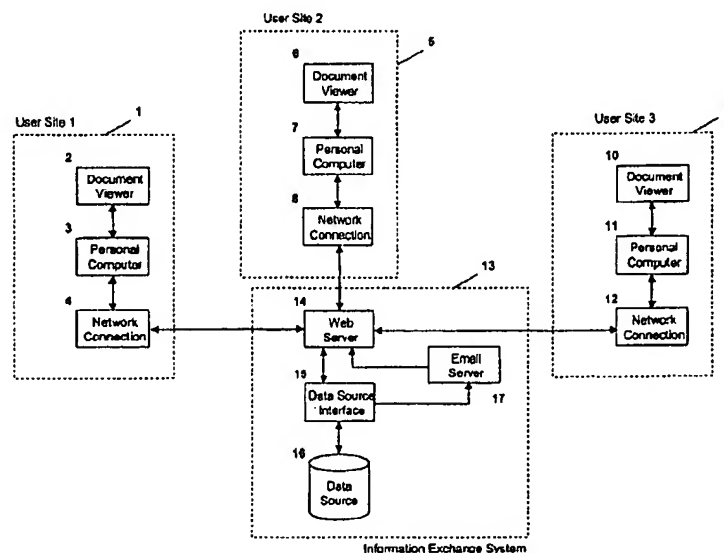 User Site 1
1
2
Document
Viewer
3
Personal
Computer
4
Network
Connection
User Site 2
5
6
Document
Viewer
7
Personal
Computer
8
Network
Connection
User Site 3
10
Document
Viewer
11
Personal
Computer
12
Network
Connection
13
14
Web
Server
15
Data Source
Interface
Email
Server
17
16
Data
Source
Information Exchange System